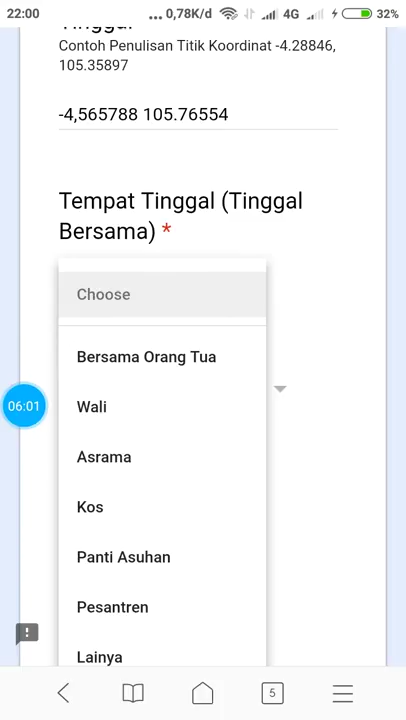 22:00
... 0,78K/d 4G 32%
Tinggal
Contoh Penulisan Titik Koordinat -4.28846,
105.35897
-4,565788 105.76554
Tempat Tinggal (Tinggal
Bersama) *
Choose
Bersama Orang Tua
Wali
06:01
Asrama
Kos
Panti Asuhan
Pesantren
Lainya
5